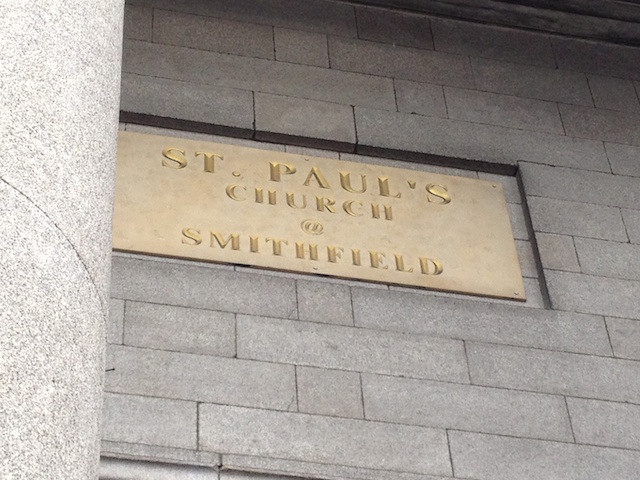 ST. PAUL'S
CHURCH
@
SMITHFIELD